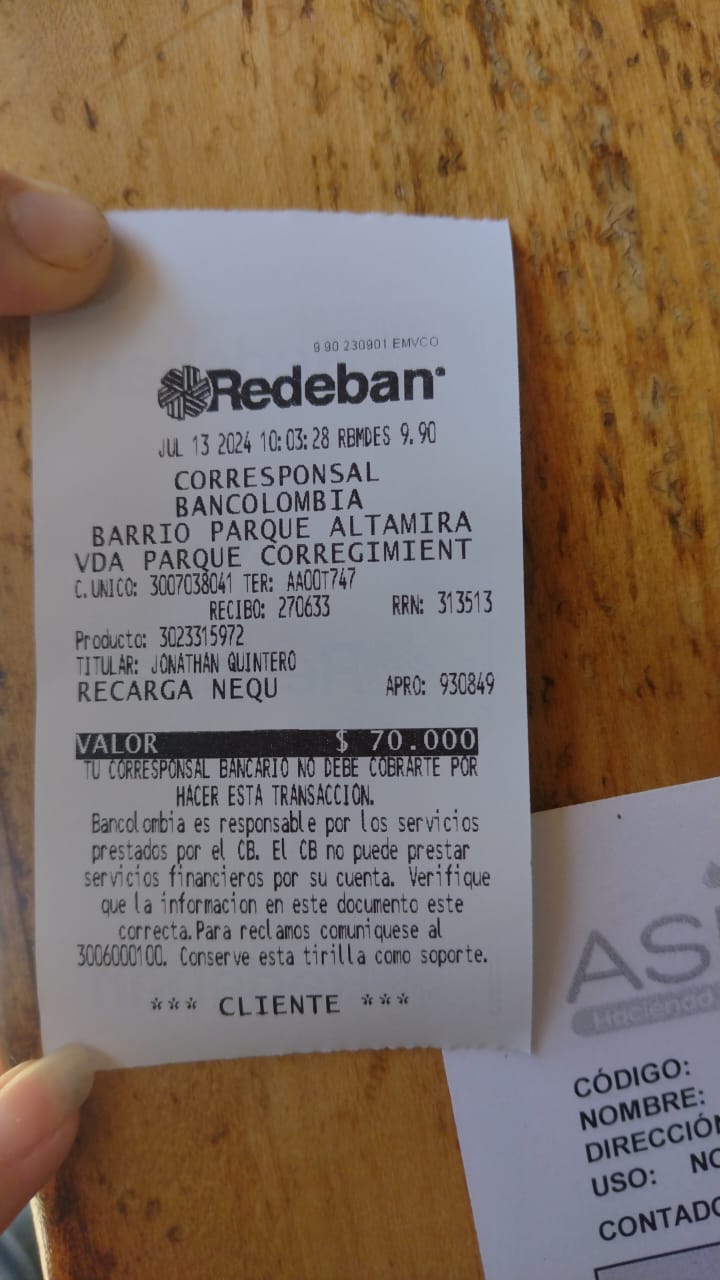 9.90 230901 EMVCO
Redeban
JUL 13 2024 10:03:28 RBMDES 9.90
CORRESPONSAL
BANCOLOMBIA
BARRIO PARQUE ALTAMIRA
VDA PARQUE CORREGIMIENT
C.UNICO: 3007038041 TER: AA00T747
RECIBO: 270633 RRN: 313513
Producto: 3023315972
TITULAR: JONATHAN QUINTERO
RECARGA NEQU APRO: 930849
VALOR $ 70.000
TU CORRESPONSAL BANCARIO NO DEBE COBRARTE POR
HACER ESTA TRANSACCION.
Bancolombia es responsable por los servicios
prestados por el CB. El CB no puede prestar
servicios financieros por su cuenta. Verifique
que la informacion en este documento este
correcta.Para reclamos comuniquese al
3006000100. Conserve esta tirilla como soporte.
*** CLIENTE ***
Haciendo
CÓDIGO:
NOMBRE:
DIRECCIÓN
USO:
CONTADO